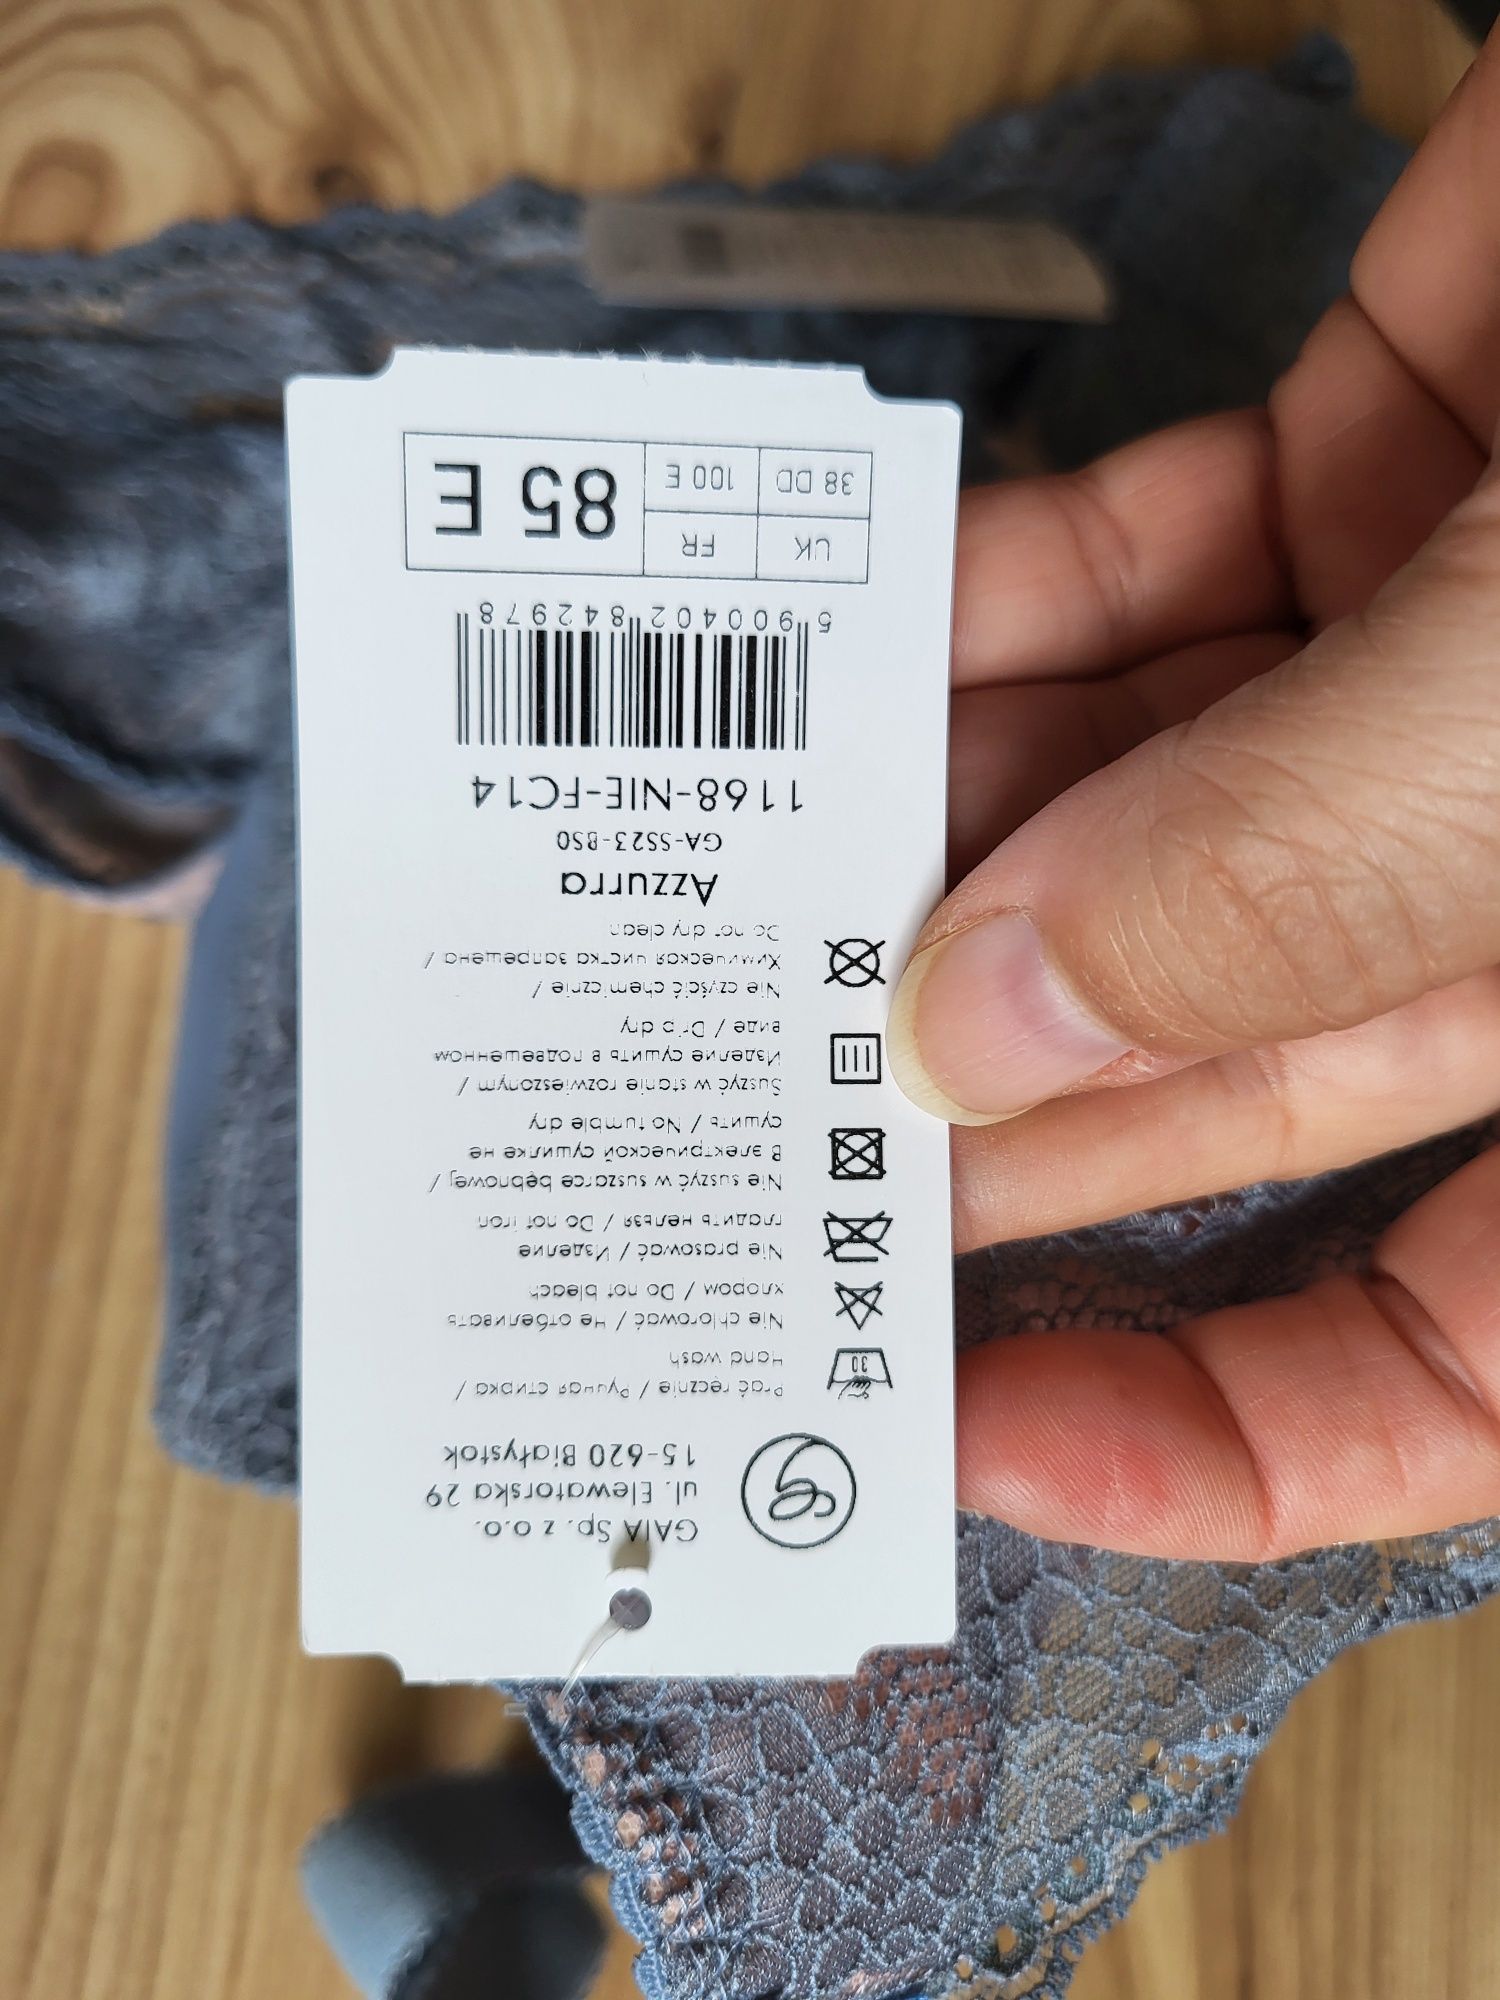 GAIA Sp. z o.o.
ul. Elewatorska 29
15-620 Białystok
30
Prać ręcznie / Ручная стирка /
Hand wash
Nie chlorować / Не отбеливать
хлором / Do not bleach
Nie prasować / Изделие
гладить нельзя / Do not iron
Nie suszyć w suszarce bębnowej /
В электрической сушилке не
сушить / No tumble dry
Suszyć w stanie rozwieszonym /
Изделие сушить в подвешенном
виде / Drip dry
Nie czyścić chemicznie /
Химическая чистка запрещена /
Do not dry clean
Azzurra
GA-SS23-BS0
1168-NIE-FC14
5 900402 842978
UK FR 85 E
38 DD 100 E